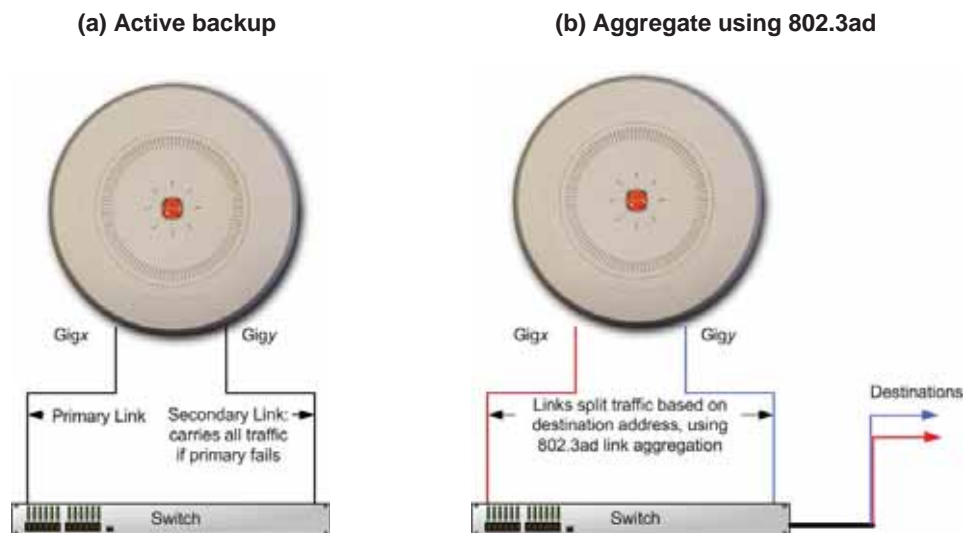 (a) Active backup
(b) Aggregate using 802.3ad
Gigx
Gigy
Primary Link
Secondary Link:
carries all traffic
if primary fails
Switch
Gigx
Gigy
Links split traffic based on
destination address, using
802.3ad link aggregation
Destinations
Switch